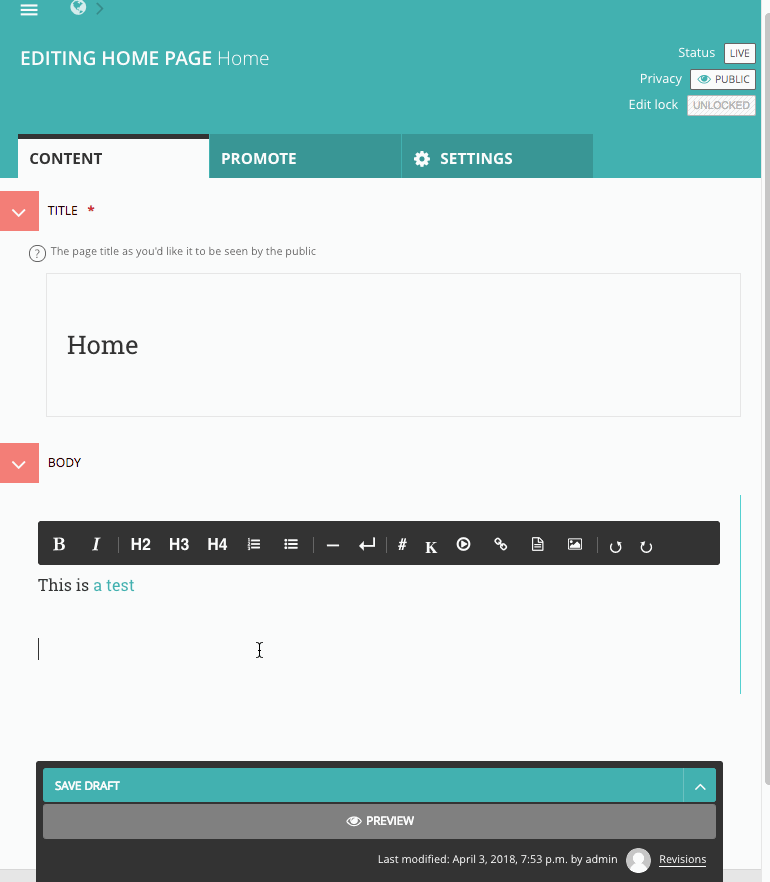 EDITING HOME PAGE Home
Status LIVE
Privacy PUBLIC
Edit lock UNLOCKED
CONTENT PROMOTE SETTINGS
TITLE *
? The page title as you'd like it to be seen by the public
Home
BODY
B I H2 H3 H4 # K
This is a test
SAVE DRAFT
PREVIEW
Last modified: April 3, 2018, 7:53 p.m. by admin Revisions